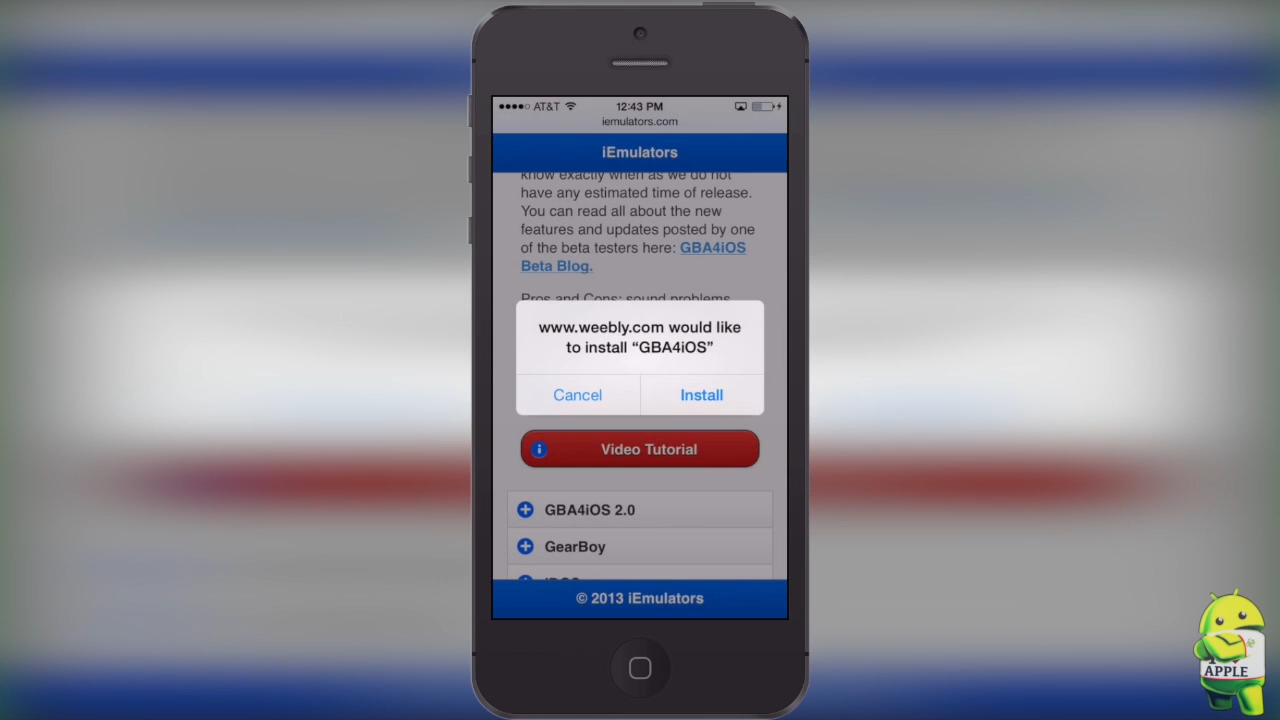 AT&T
12:43 PM
iemulators.com
iEmulators
know exactly when as we do not
have any estimated time of release.
You can read all about the new
features and updates posted by one
of the beta testers here: GBA4iOS
Beta Blog.
Pros and Cons: sound problems
www.weebly.com would like
to install “GBA4iOS”
Cancel
Install
Video Tutorial
GBA4iOS 2.0
GearBoy
© 2013 iEmulators
APPLE